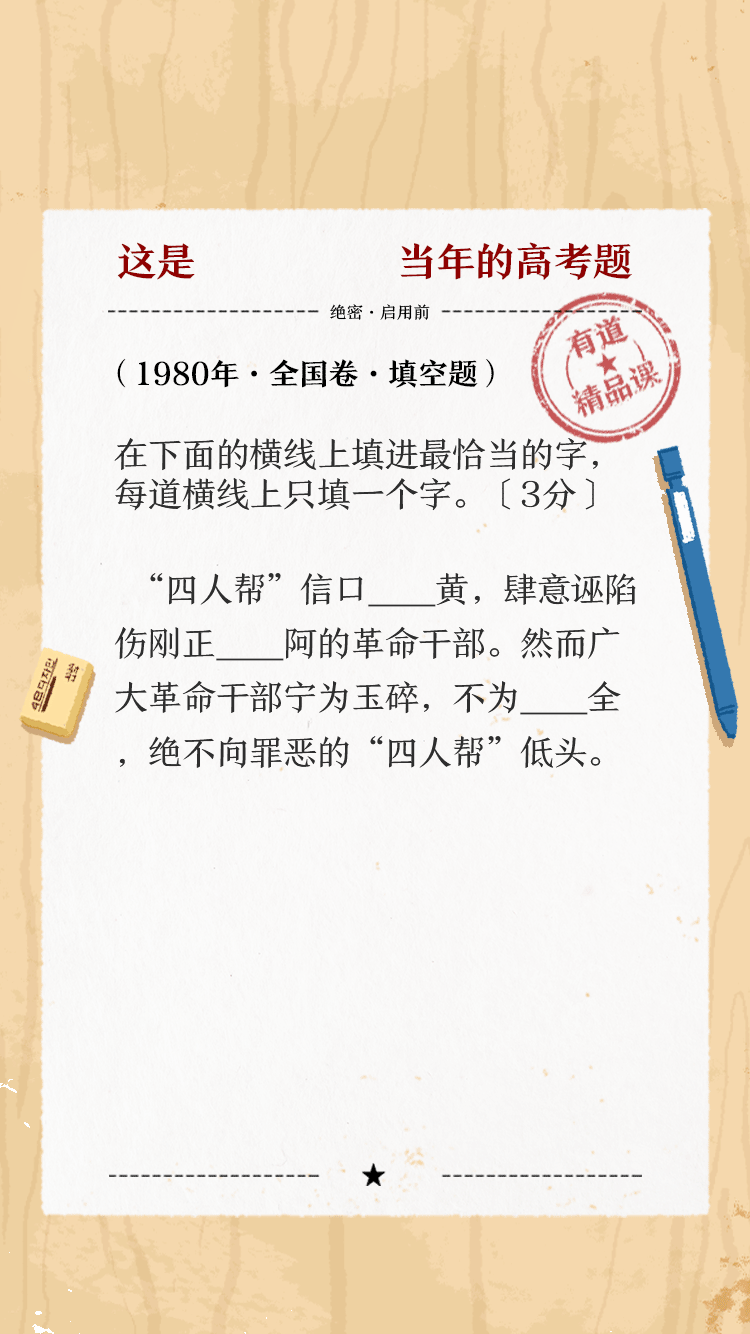 这是 当年的高考题
绝密·启用前
有道
精品课
（1980年·全国卷·填空题）
在下面的横线上填进最恰当的字，
每道横线上只填一个字。〔3分〕
“四人帮”信口____黄，肆意诬陷
伤刚正____阿的革命干部。然而广
大革命干部宁为玉碎，不为____全
，绝不向罪恶的“四人帮”低头。